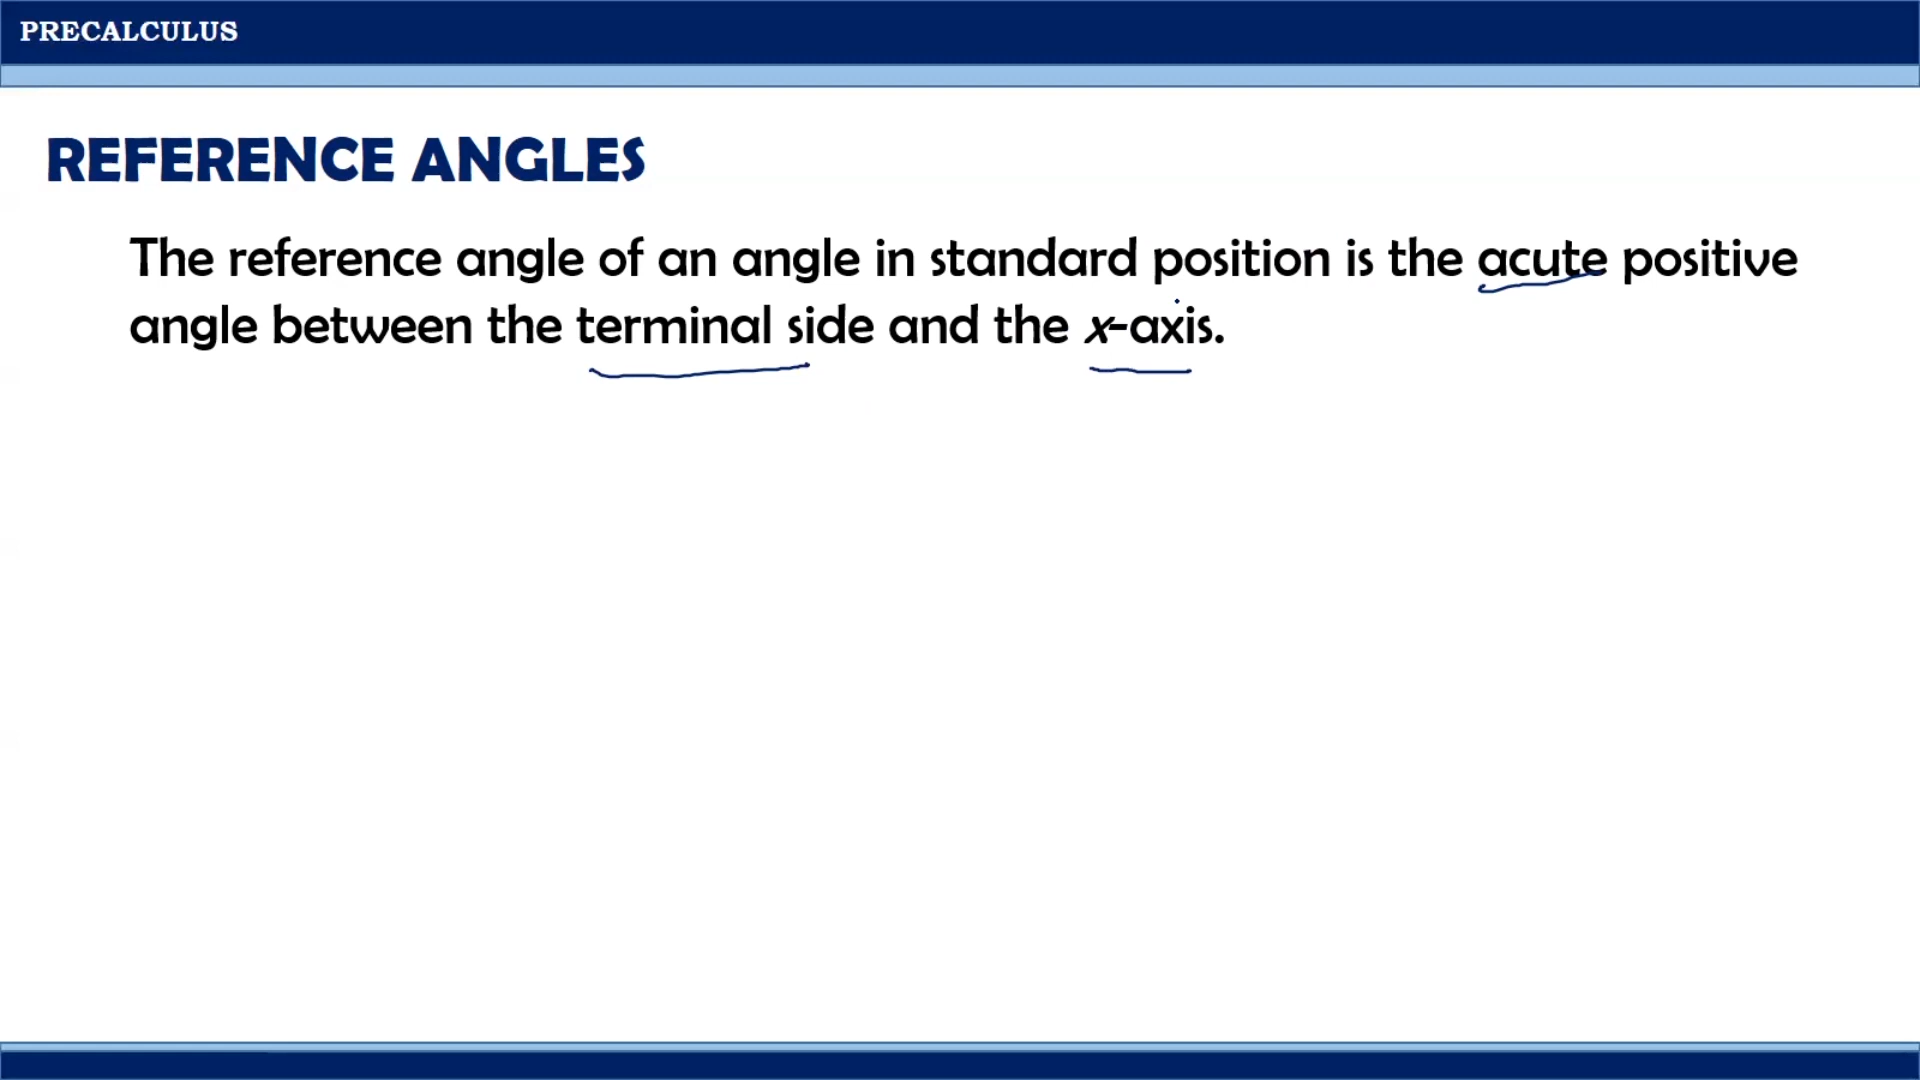 PRECALCULUS
REFERENCE ANGLES
The reference angle of an angle in standard position is the acute positive
angle between the terminal side and the x-axis.